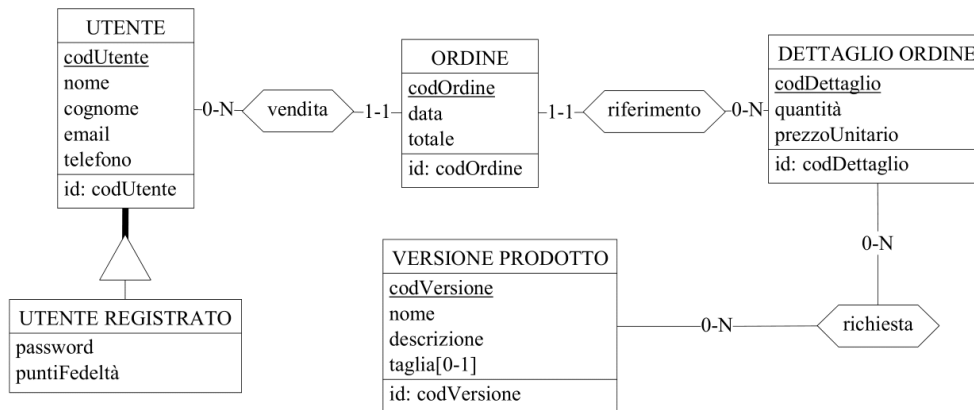 UTENTE
codUtente
nome
cognome
email
telefono
id: codUtente
0-N
vendita
1-1
ORDINE
codOrdine
data
totale
id: codOrdine
1-1
riferimento
0-N
DETTAGLIO ORDINE
codDettaglio
quantità
prezzoUnitario
id: codDettaglio
0-N
richiesta
0-N
VERSIONE PRODOTTO
codVersione
nome
descrizione
taglia[0-1]
id: codVersione
UTENTE REGISTRATO
password
puntiFedeltà